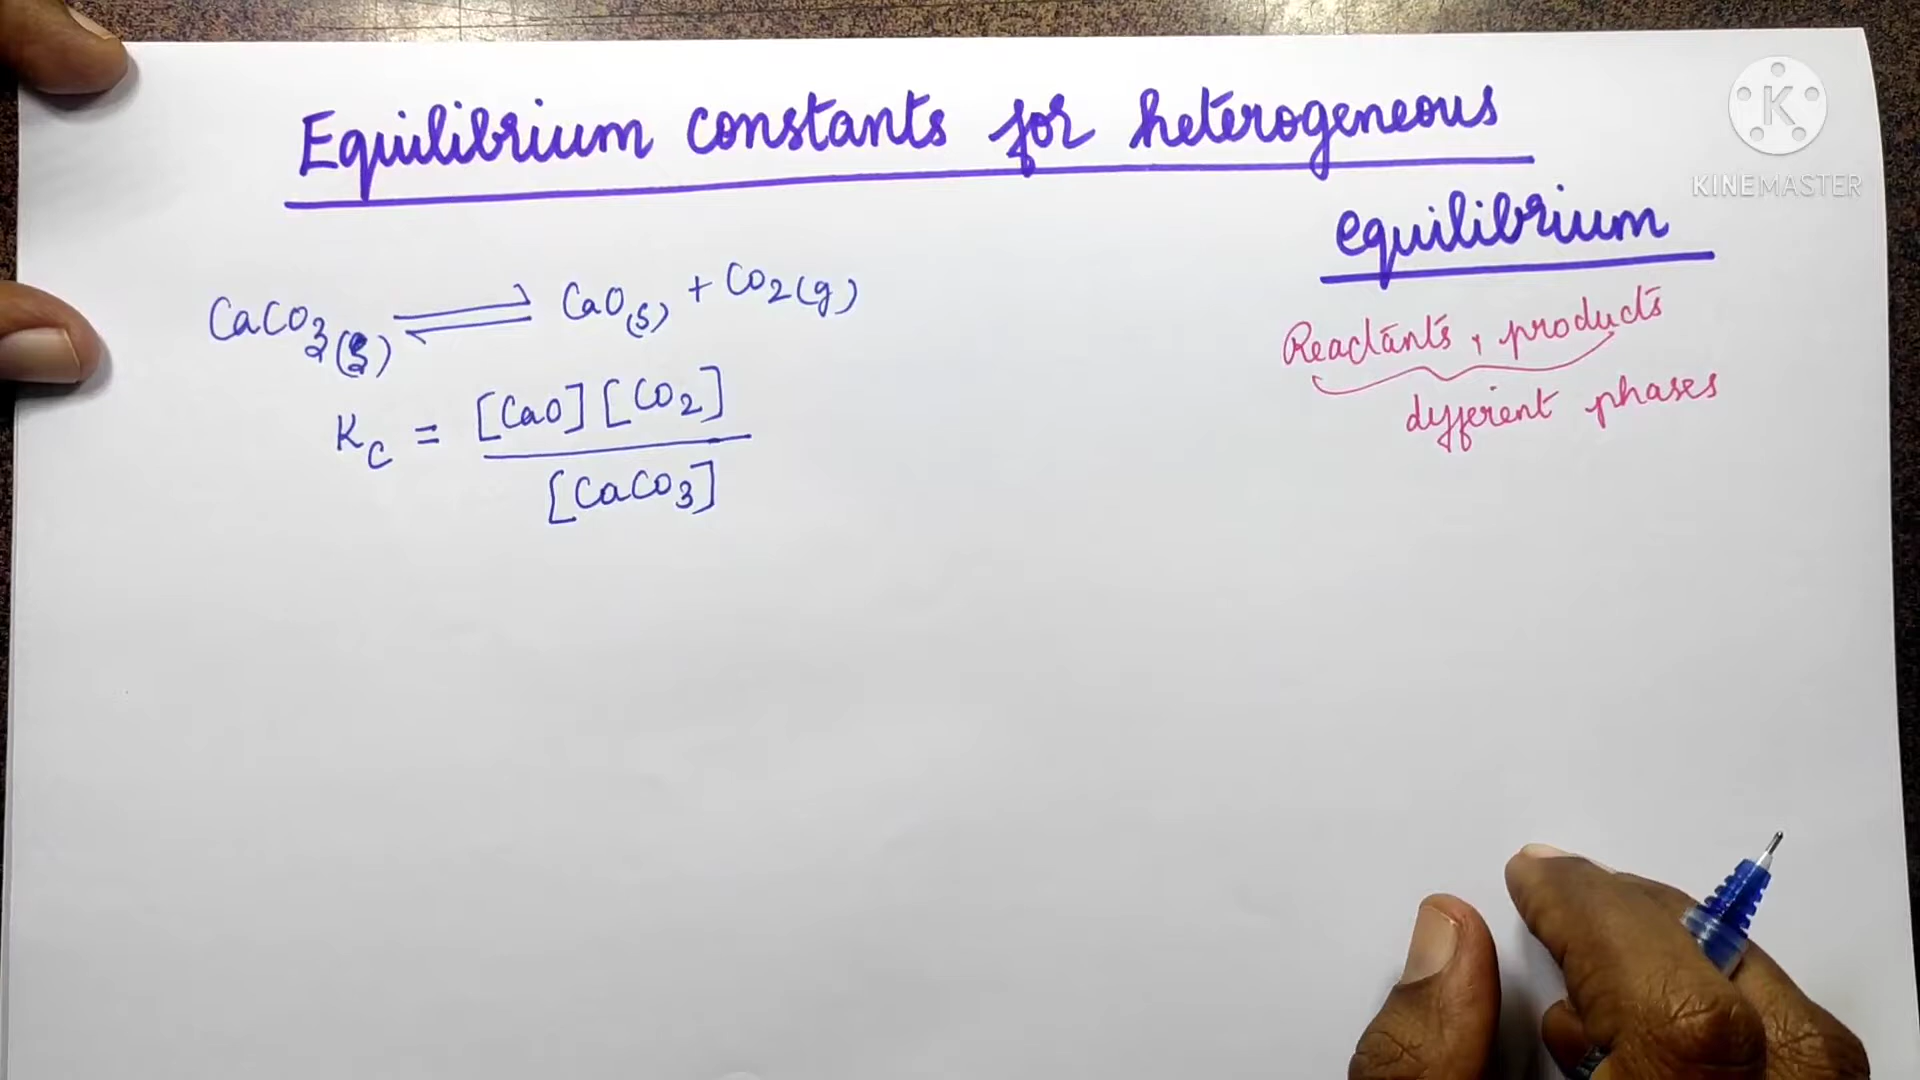 Equilibrium constants for heterogeneous
equilibrium
KINEMASTER
Reactants, products
different phases
CaCO3(s) ⇌ CaO(s) + CO2(g)
Kc = [CaO][CO2]
[CaCO3]